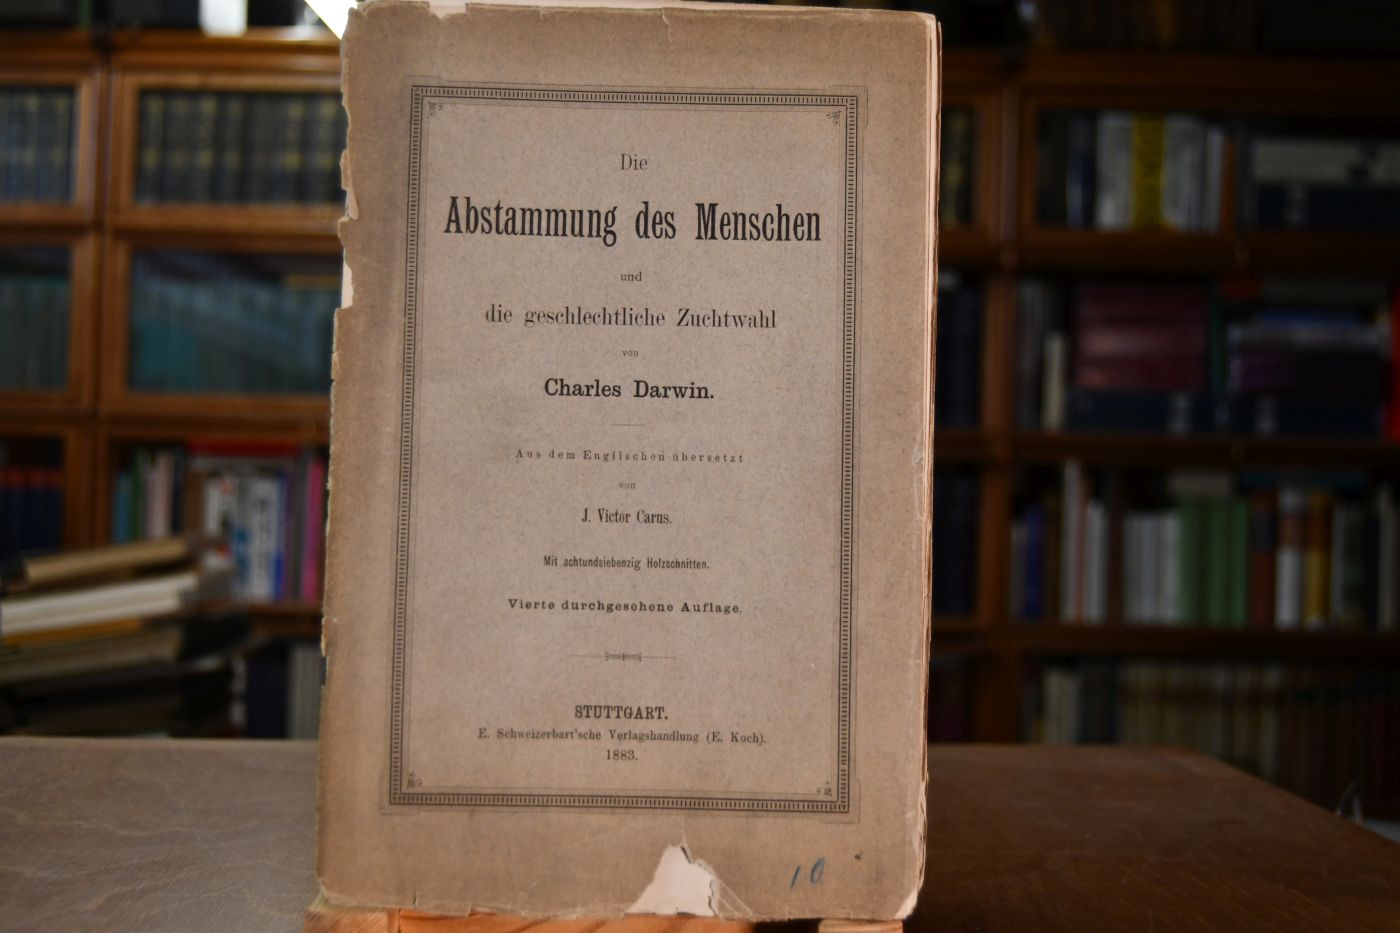 Die
Abstammung des Menschen
und
die geschlechtliche Zuchtwahl
von
Charles Darwin.
Aus dem Englischen übersetzt
von
J. Victor Carus.
Mit achtundsiebenzig Holzschnitten.
Vierte durchgesehene Auflage.
STUTTGART.
E. Schweizerbart'sche Verlagshandlung (E. Koch).
1883.
10